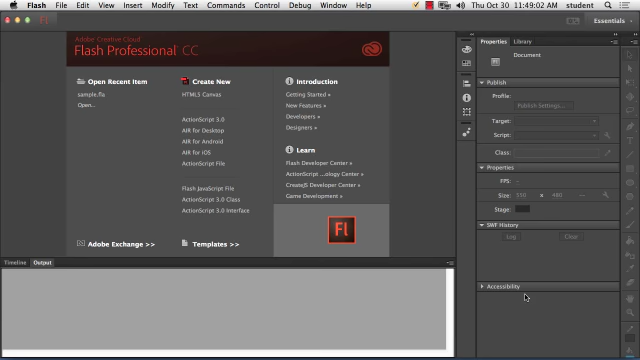 Flash File Edit View Insert Modify Text Commands Control Debug Window Help Thu Oct 30 11:49:02 AM student
Fl Essentials
Adobe Creative Cloud
Flash Professional CC
Open Recent Item
sample.fla
Open...
Create New
HTML5 Canvas
ActionScript 3.0
AIR for Desktop
AIR for Android
AIR for iOS
ActionScript File
Flash JavaScript File
ActionScript 3.0 Class
ActionScript 3.0 Interface
Introduction
Getting Started »
New Features »
Developers »
Designers »
Learn
Flash Developer Center »
ActionScript ...ology Center »
CreateJS Developer Center »
Game Development »
Adobe Exchange >>
Templates >>
Fl
Properties Library
Document
Publish
Profile:
Publish Settings...
Target:
Script:
Class:
Properties
FPS: -
Size: 550 x 400
Stage:
SWF History
Log Clear
Accessibility
Timeline Output